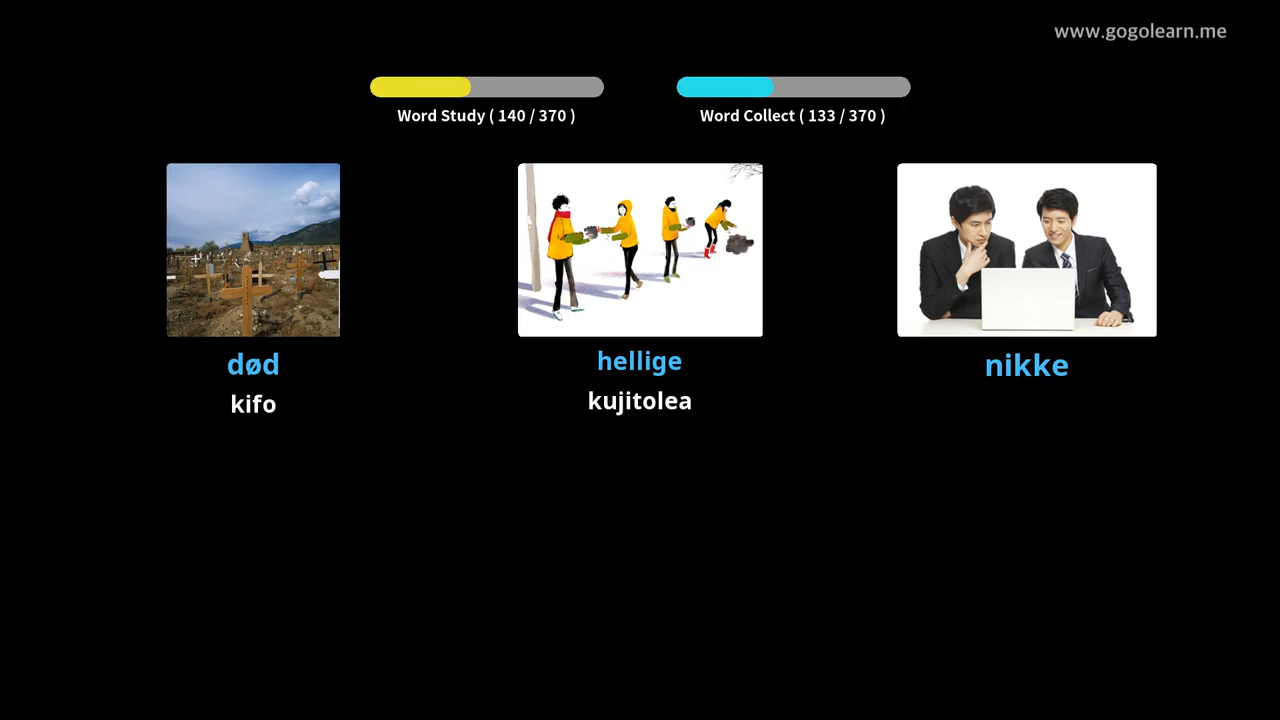 www.gogolearn.me
Word Study ( 140 / 370 )
Word Collect ( 133 / 370 )
død
kifo
hellige
kujitolea
nikke